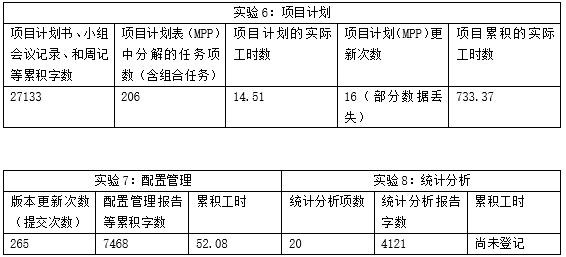 实验 6：项目计划
项目计划书、小组会议记录、和周记等累积字数
项目计划表（MPP）中分解的任务项数（含组合任务）
项目计划的实际工时数
项目计划(MPP)更新次数
项目累积的实际工时数
27133
206
14.51
16（部分数据丢失）
733.37
实验 7：配置管理
实验 8：统计分析
版本更新次数（提交次数）
配置管理报告等累积字数
累积工时
统计分析项数
统计分析报告字数
累积工时
265
7468
52.08
20
4121
尚未登记